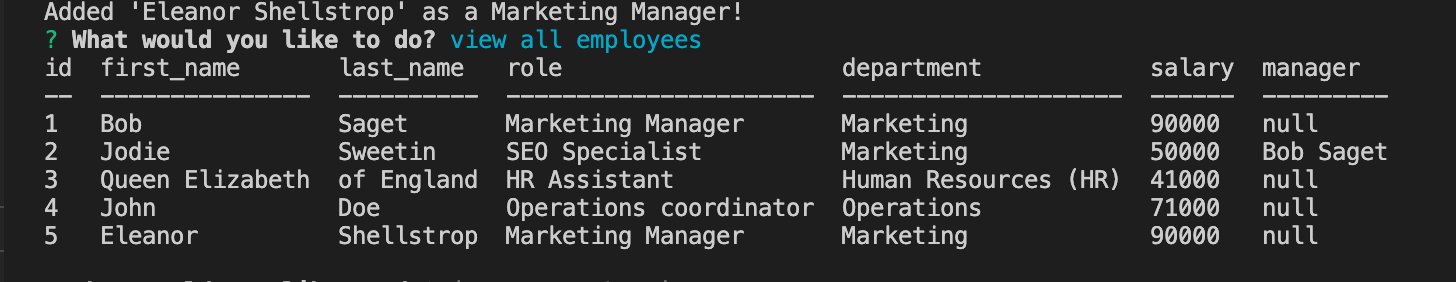 Added 'Eleanor Shellstrop' as a Marketing Manager!
? What would you like to do? view all employees
id  first_name       last_name   role                    department            salary  manager
--  ---------------  ----------  ----------------------  --------------------  ------  ---------
1   Bob              Saget       Marketing Manager       Marketing             90000   null
2   Jodie            Sweetin     SEO Specialist          Marketing             50000   Bob Saget
3   Queen Elizabeth  of England  HR Assistant            Human Resources (HR)  41000   null
4   John             Doe         Operations coordinator  Operations            71000   null
5   Eleanor          Shellstrop  Marketing Manager       Marketing             90000   null